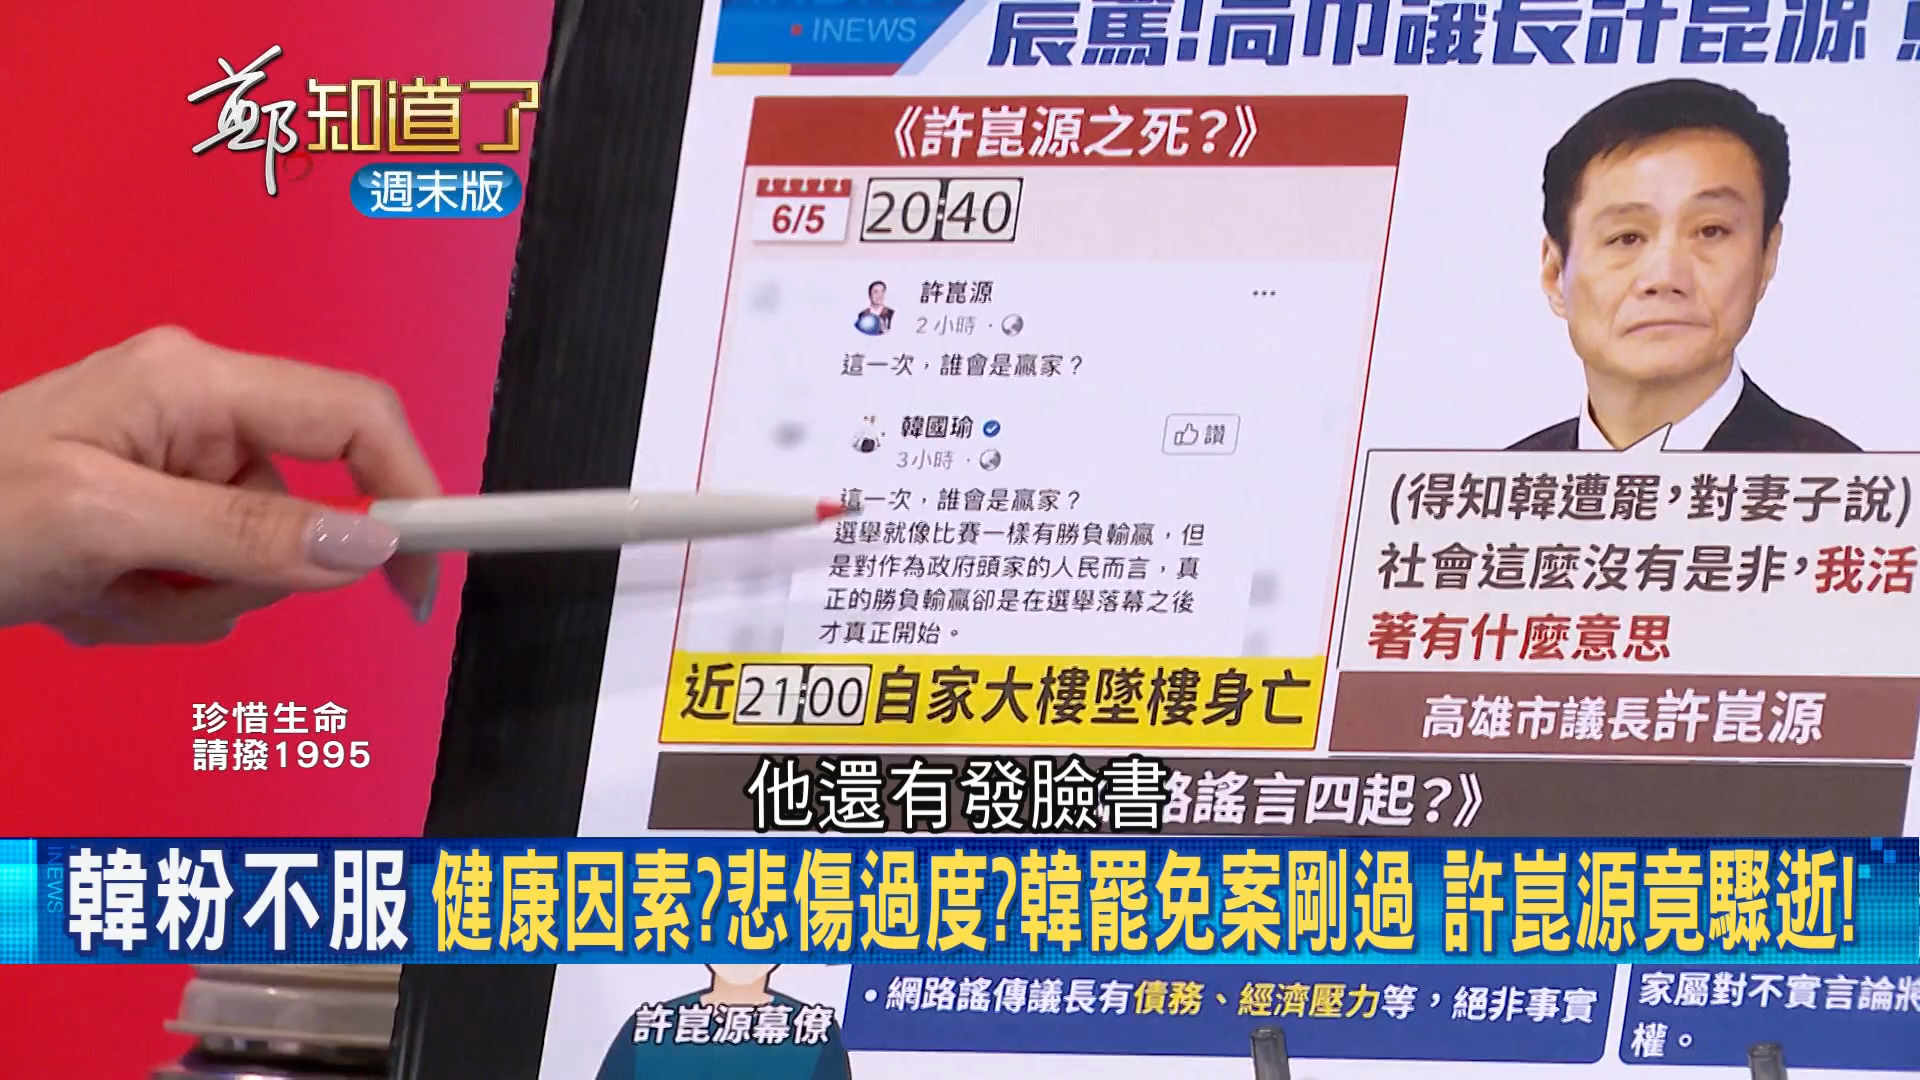 INEWS
震驚!高市議長許崑源
鄭知道了
週末版
《許崑源之死?》
6/5 20:40
許崑源
2小時
這一次，誰會是贏家?
韓國瑜
讚
3小時
這一次，誰會是贏家?
選舉就像比賽一樣有勝負輸贏，但
是對作為政府頭家的人民而言，真
正的勝負輸贏卻是在選舉落幕之後
才真正開始。
近21:00自家大樓墜樓身亡
(得知韓遭罷,對妻子說)
社會這麼沒有是非,我活
著有什麼意思
高雄市議長許崑源
珍惜生命
請撥1995
路謠言四起?》
他還有發臉書
INEWS
韓粉不服
健康因素?悲傷過度?韓罷免案剛過 許崑源竟驟逝!
許崑源幕僚
•網路謠傳議長有債務、經濟壓力等，絕非事實
家屬對不實言論將
權。